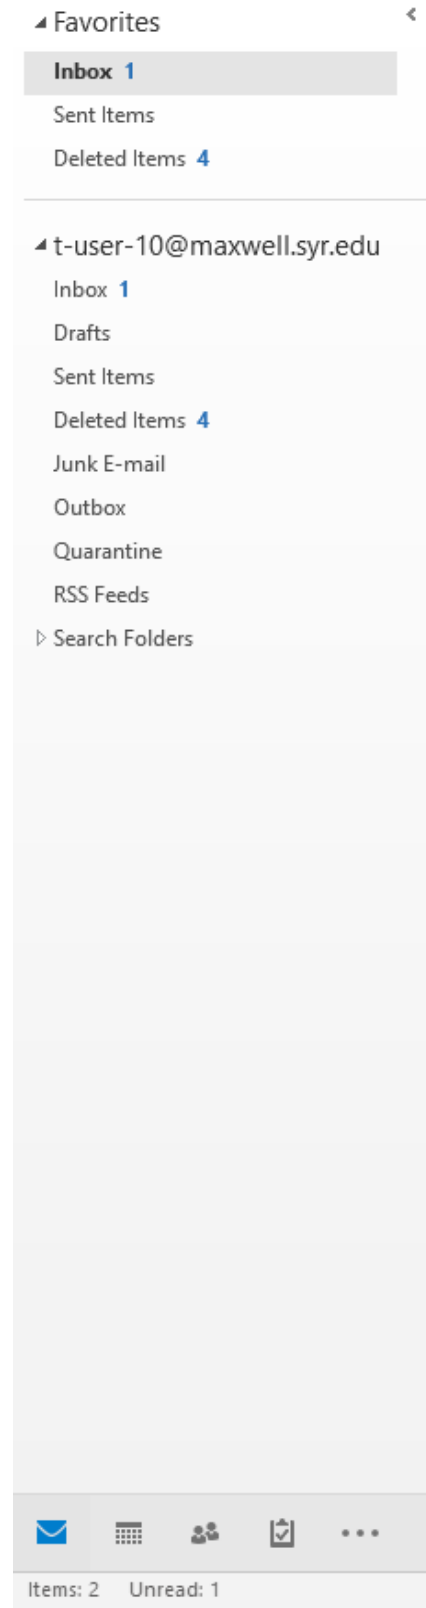 Favorites
Inbox 1
Sent Items
Deleted Items 4
t-user-10@maxwell.syr.edu
Inbox 1
Drafts
Sent Items
Deleted Items 4
Junk E-mail
Outbox
Quarantine
RSS Feeds
Search Folders
Items: 2 Unread: 1